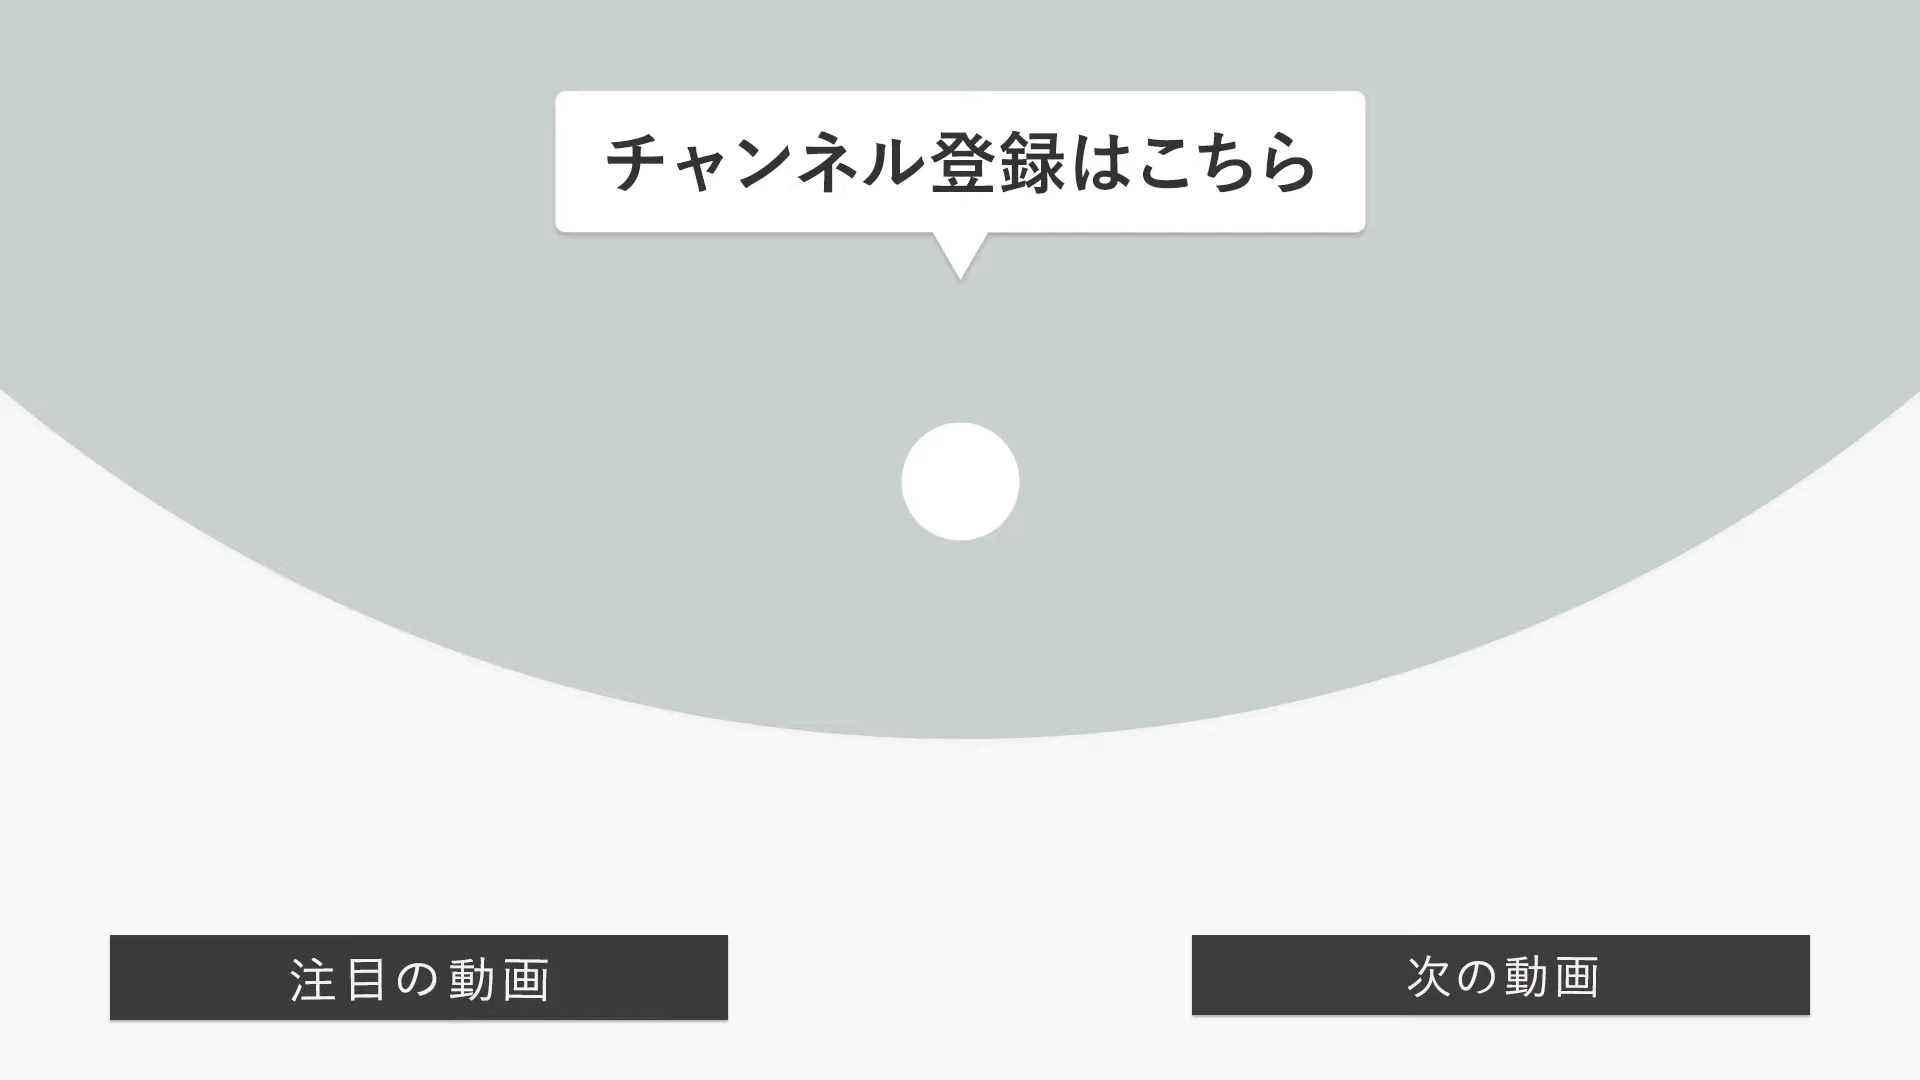 チャンネル登録はこちら
注目の動画
次の動画